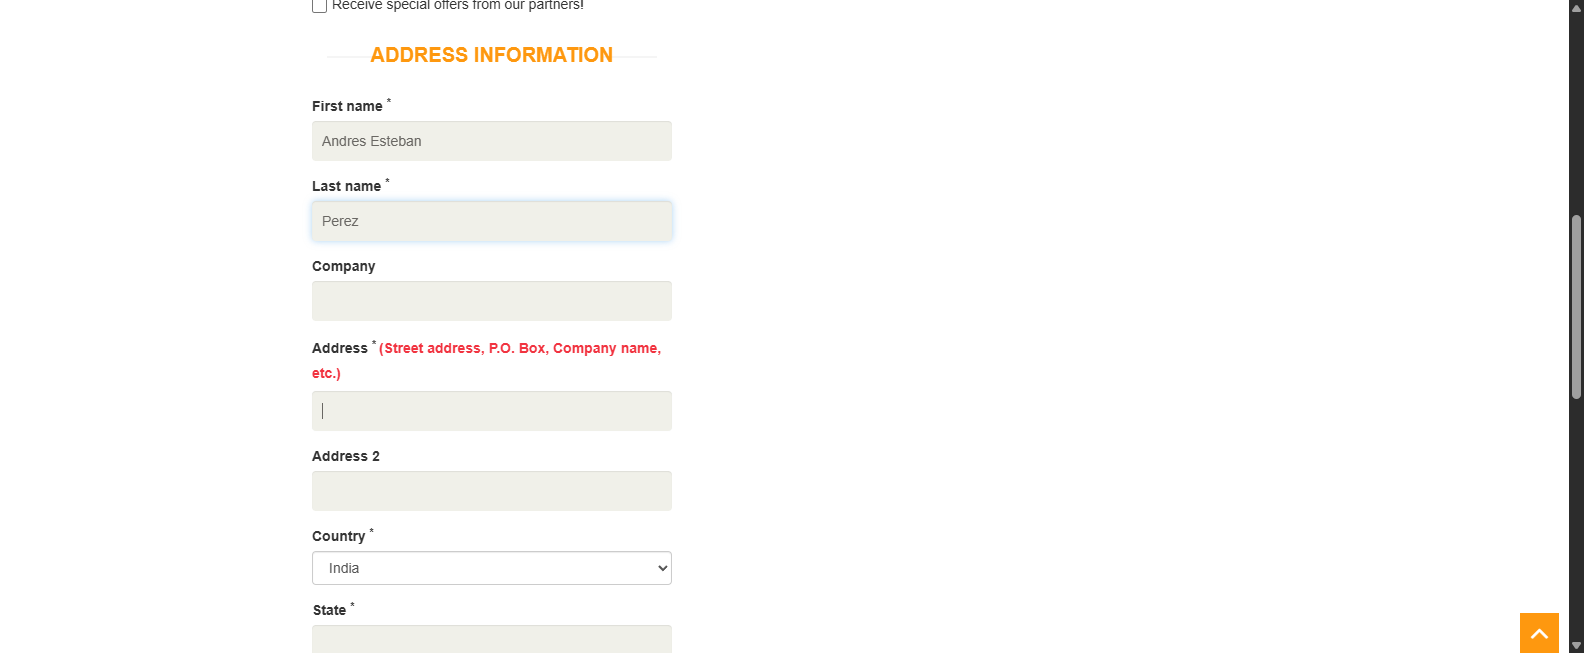 Receive special offers from our partners!
ADDRESS INFORMATION
First name *
Andres Esteban
Last name *
Perez
Company
Address * (Street address, P.O. Box, Company name,
etc.)
Address 2
Country *
India
State *